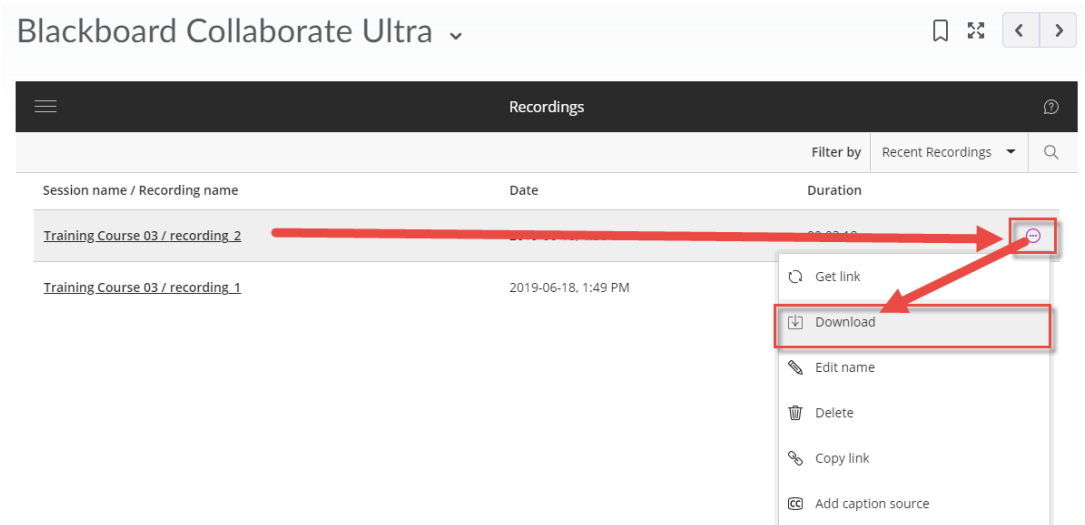 Blackboard Collaborate Ultra
Recordings
Filter by Recent Recordings
Session name / Recording name Date Duration
Training Course 03 / recording_2
Get link
Training Course 03 / recording_1 2019-06-18, 1:49 PM
Download
Edit name
Delete
Copy link
CC Add caption source